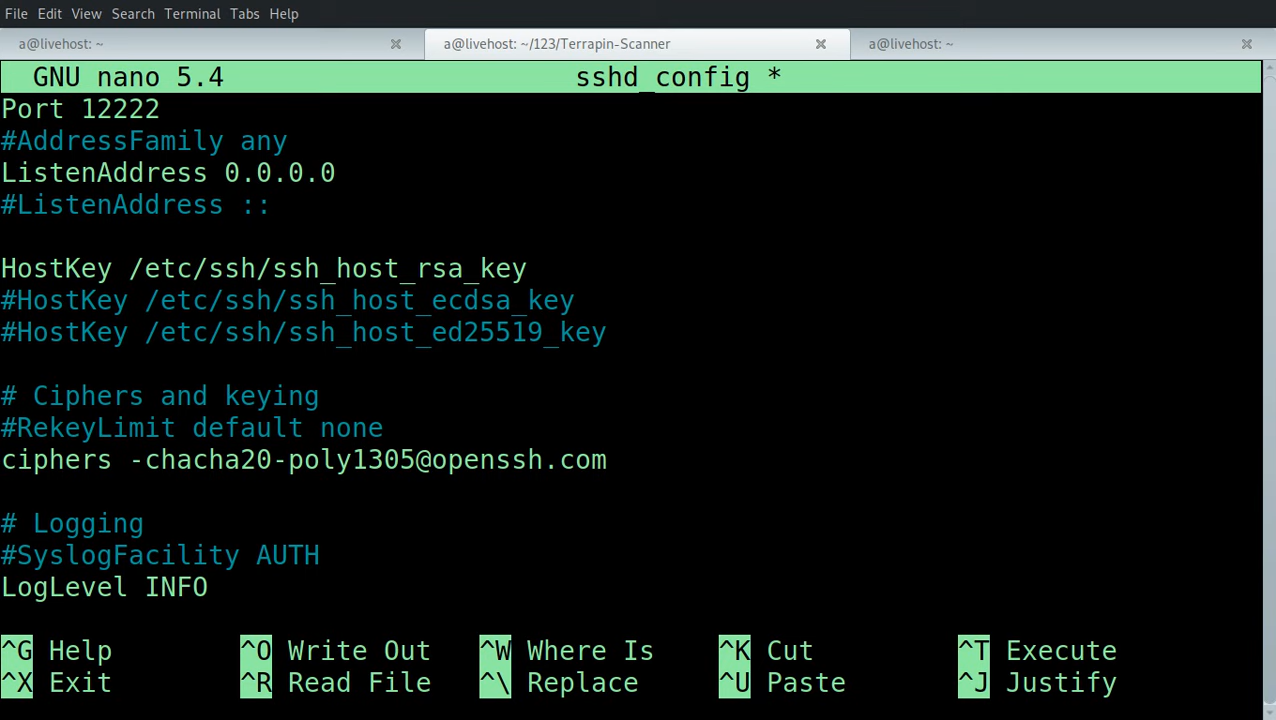 File Edit View Search Terminal Tabs Help
a@livehost: ~ a@livehost: ~/123/Terrapin-Scanner a@livehost: ~
GNU nano 5.4 sshd_config *
Port 12222
#AddressFamily any
ListenAddress 0.0.0.0
#ListenAddress ::
HostKey /etc/ssh/ssh_host_rsa_key
#HostKey /etc/ssh/ssh_host_ecdsa_key
#HostKey /etc/ssh/ssh_host_ed25519_key
# Ciphers and keying
#RekeyLimit default none
ciphers -chacha20-poly1305@openssh.com
# Logging
#SyslogFacility AUTH
LogLevel INFO
^G Help ^O Write Out ^W Where Is ^K Cut ^T Execute
^X Exit ^R Read File ^\ Replace ^U Paste ^J Justify